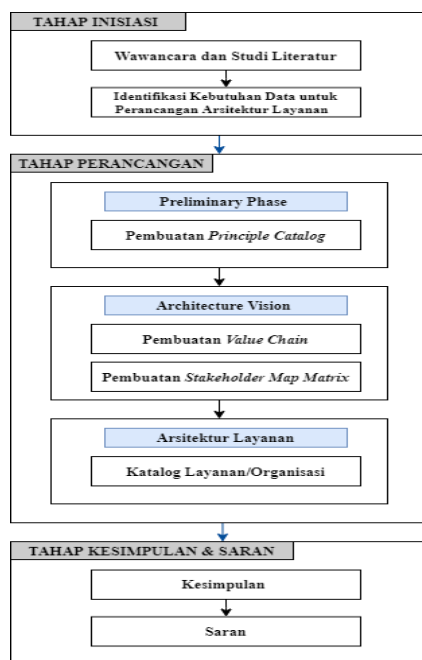 TAHAP INISIASI
Wawancara dan Studi Literatur
Identifikasi Kebutuhan Data untuk
Perancangan Arsitektur Layanan
TAHAP PERANCANGAN
Preliminary Phase
Pembuatan Principle Catalog
Architecture Vision
Pembuatan Value Chain
Pembuatan Stakeholder Map Matrix
Arsitektur Layanan
Katalog Layanan/Organisasi
TAHAP KESIMPULAN & SARAN
Kesimpulan
Saran